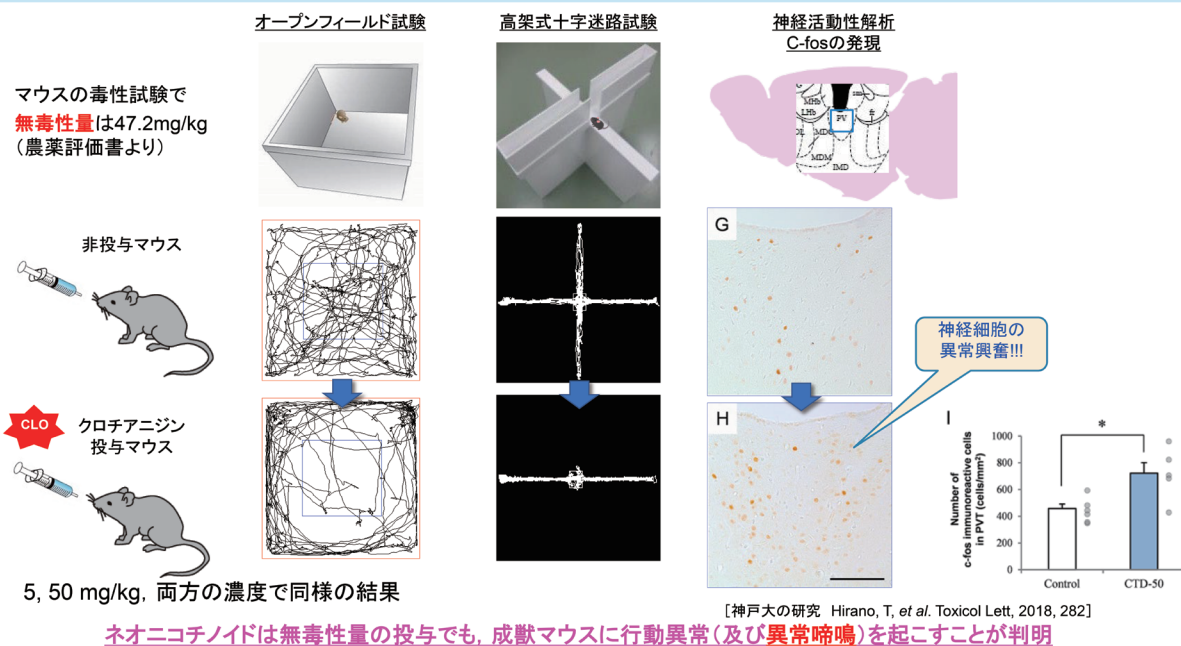 オープンフィールド試験
高架式十字迷路試験
神経活動性解析
C-fosの発現
マウスの毒性試験で
無毒性量は47.2mg/kg
（農薬評価書より）
MHb
LHb
PV
MDC
MDM
IMD
非投与マウス
G
神経細胞の
異常興奮!!!
CLO
クロチアニジン
投与マウス
H
I
*
Number of
c-fos immunoreactive cells
in PVT (cells/mm²)
1000
800
600
400
200
0
Control
CTD-50
5, 50 mg/kg，両方の濃度で同様の結果
［神戸大の研究 Hirano, T, et al. Toxicol Lett, 2018, 282］
ネオニコチノイドは無毒性量の投与でも，成獣マウスに行動異常（及び異常啼鳴）を起こすことが判明